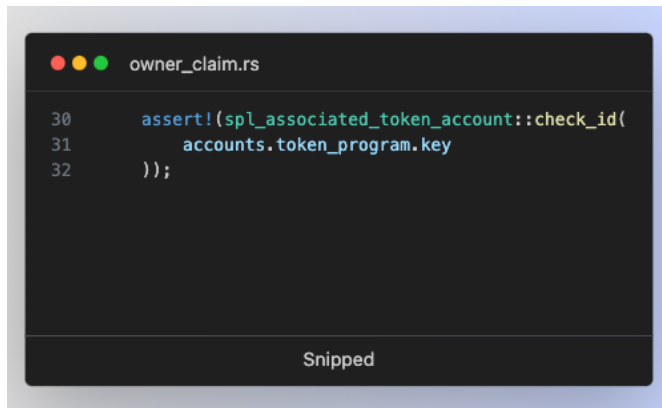 owner_claim.rs
30 assert!(spl_associated_token_account::check_id(
31 accounts.token_program.key
32 ));
Snipped